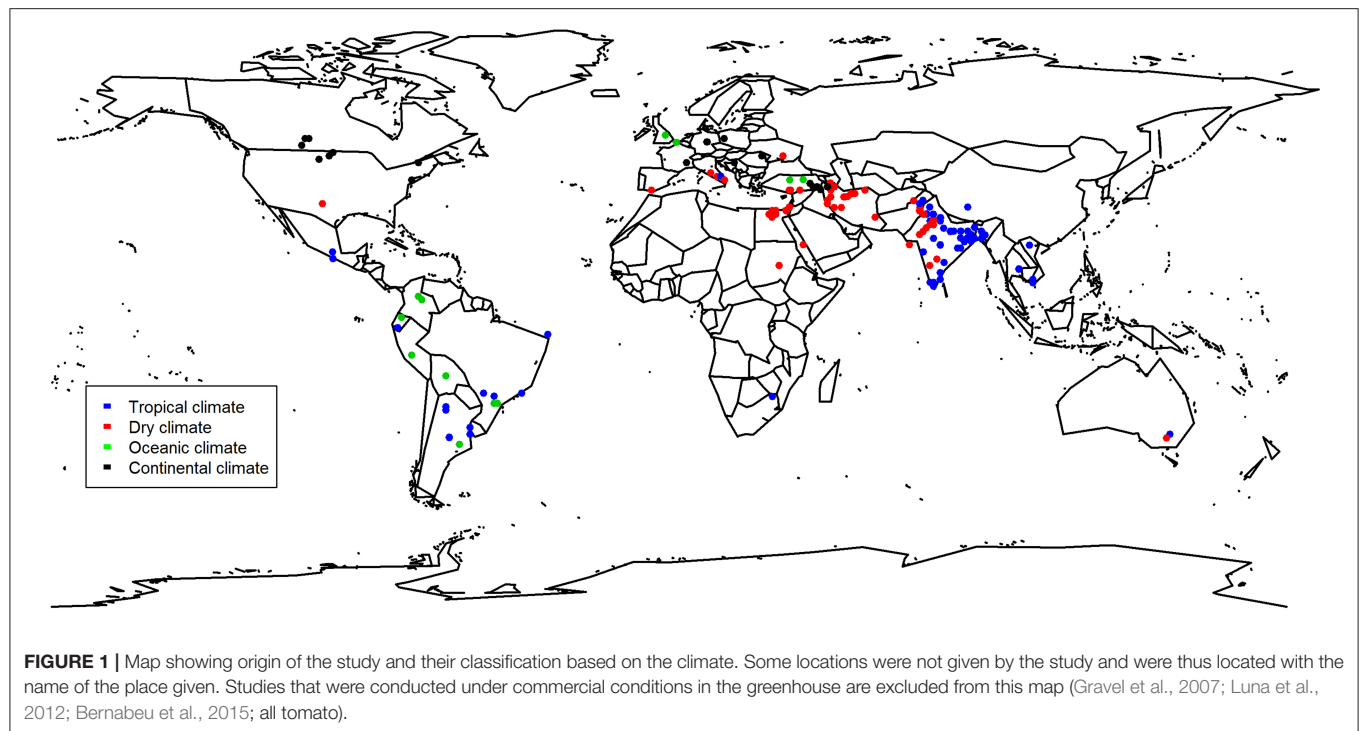 Tropical climate
Dry climate
Oceanic climate
Continental climate
FIGURE 1 | Map showing origin of the study and their classification based on the climate. Some locations were not given by the study and were thus located with the
name of the place given. Studies that were conducted under commercial conditions in the greenhouse are excluded from this map (Gravel et al., 2007; Luna et al.,
2012; Bernabeu et al., 2015; all tomato).